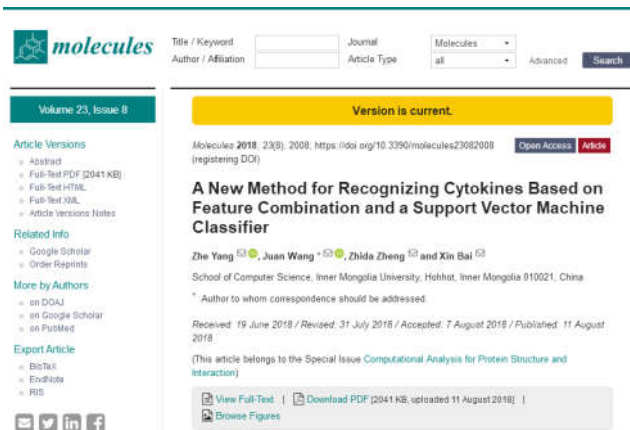 molecules
Title / Keyword
Journal
Molecules
Author / Affiliation
Article Type
all
Advanced
Search
Volume 23, Issue 8
Article Versions
Abstract
Full-Text PDF [2041 KB]
Full-Text HTML
Full-Text XML
Article Versions Notes
Related Info
Google Scholar
Order Reprints
More by Authors
on DOAJ
on Google Scholar
on PubMed
Export Article
BibTeX
EndNote
RIS
Version is current.
Molecules 2018, 23(8), 2008; https://doi.org/10.3390/molecules23082008
(registering DOI)
Open Access
Article
A New Method for Recognizing Cytokines Based on
Feature Combination and a Support Vector Machine
Classifier
Zhe Yang, Juan Wang *, Zhida Zheng and Xin Bai
School of Computer Science, Inner Mongolia University, Hohhot, Inner Mongolia 010021, China
* Author to whom correspondence should be addressed.
Received: 19 June 2018 / Revised: 31 July 2018 / Accepted: 7 August 2018 / Published: 11 August
2018
(This article belongs to the Special Issue Computational Analysis for Protein Structure and
Interaction)
View Full-Text | Download PDF [2041 KB, uploaded 11 August 2018] |
Browse Figures